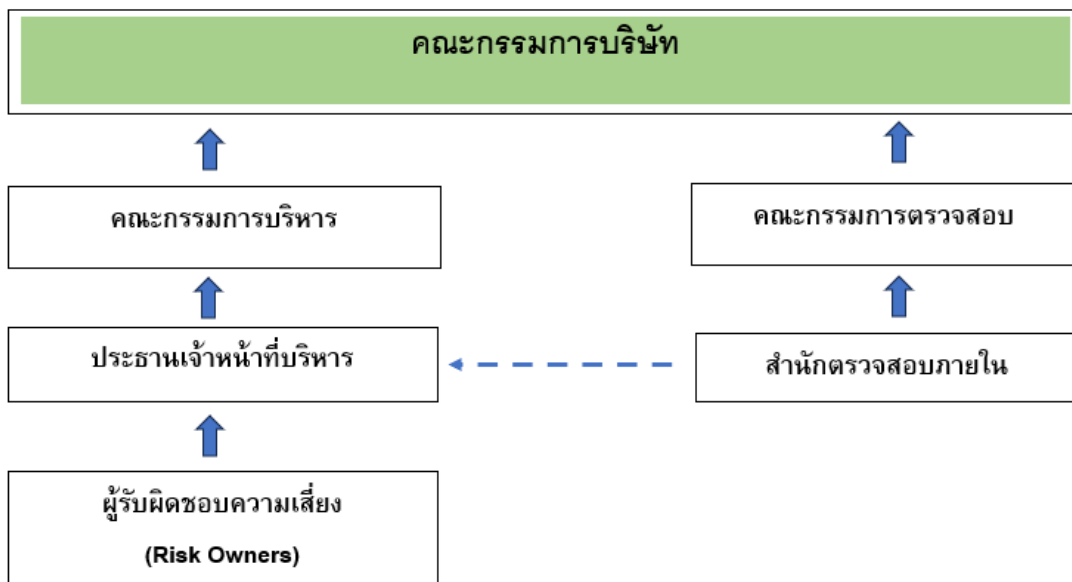 คณะกรรมการบริษัท
คณะกรรมการบริหาร
คณะกรรมการตรวจสอบ
ประธานเจ้าหน้าที่บริหาร
สำนักตรวจสอบภายใน
ผู้รับผิดชอบความเสี่ยง
(Risk Owners)